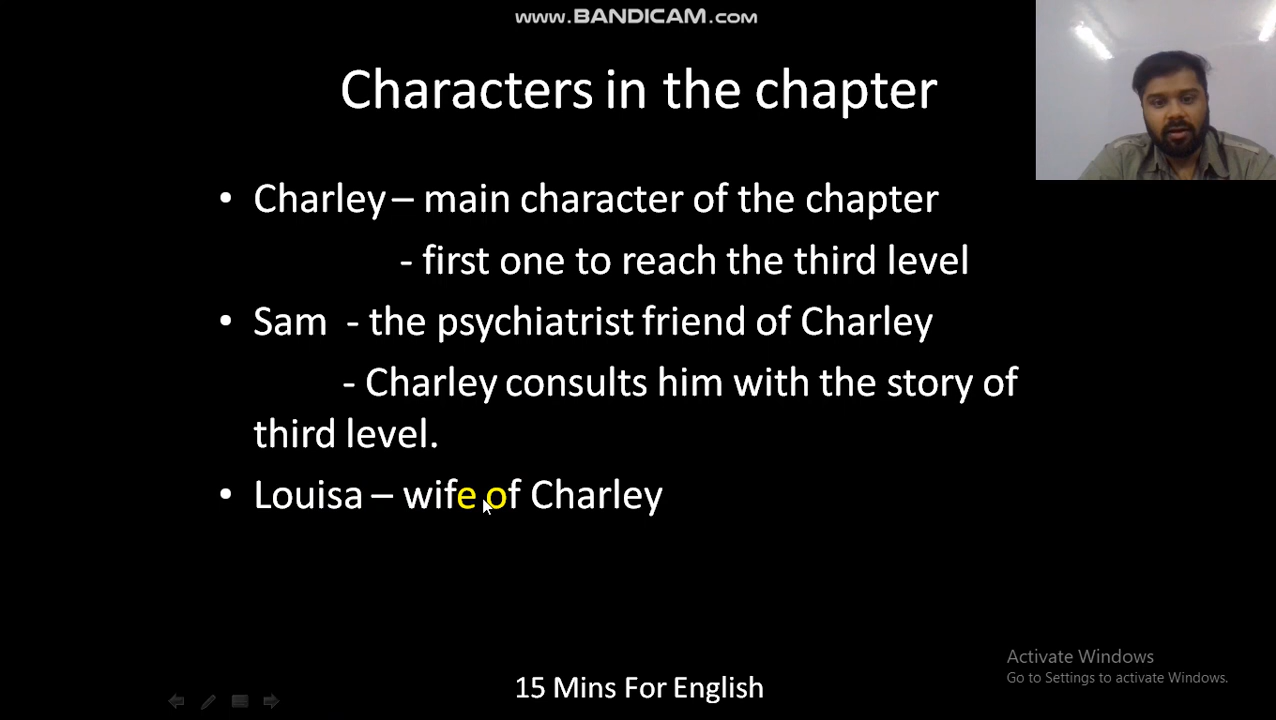 www.BANDICAM.com
Characters in the chapter
• Charley – main character of the chapter
- first one to reach the third level
• Sam - the psychiatrist friend of Charley
- Charley consults him with the story of
third level.
• Louisa – wife of Charley
Activate Windows
Go to Settings to activate Windows.
15 Mins For English